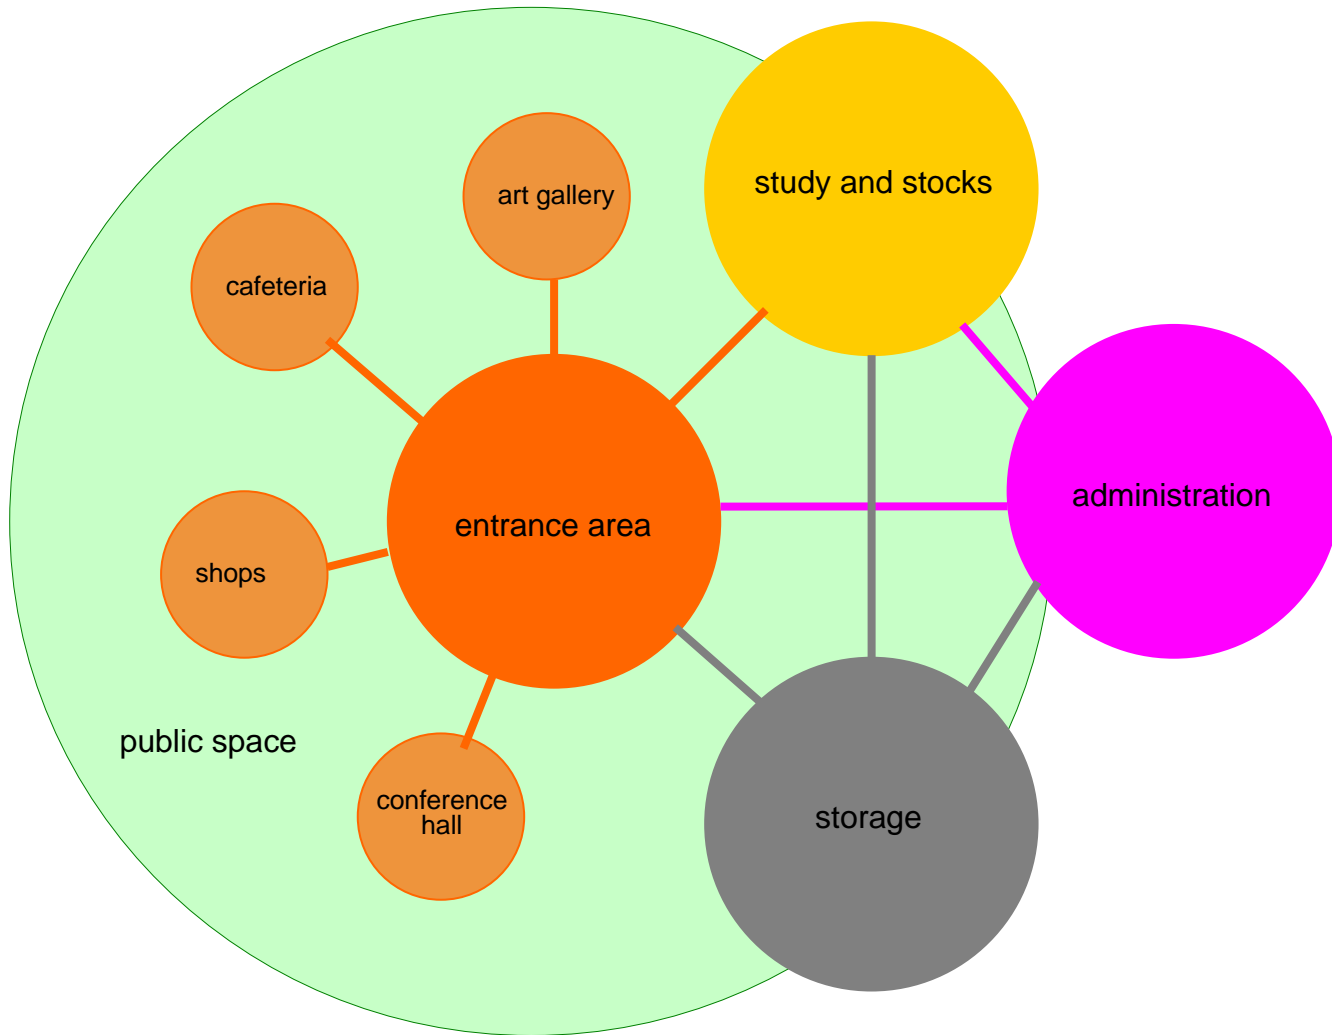 study and stocks
art gallery
cafeteria
administration
entrance area
shops
public space
conference
hall
storage